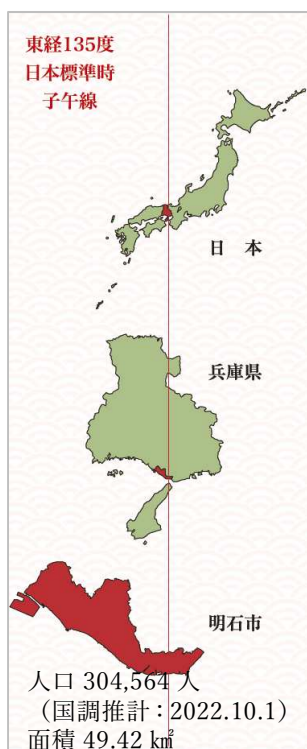 東経135度
日本標準時
子午線
日 本
兵庫県
明石市
人口 304,564 人
（国調推計：2022.10.1）
面積 49.42 ㎢